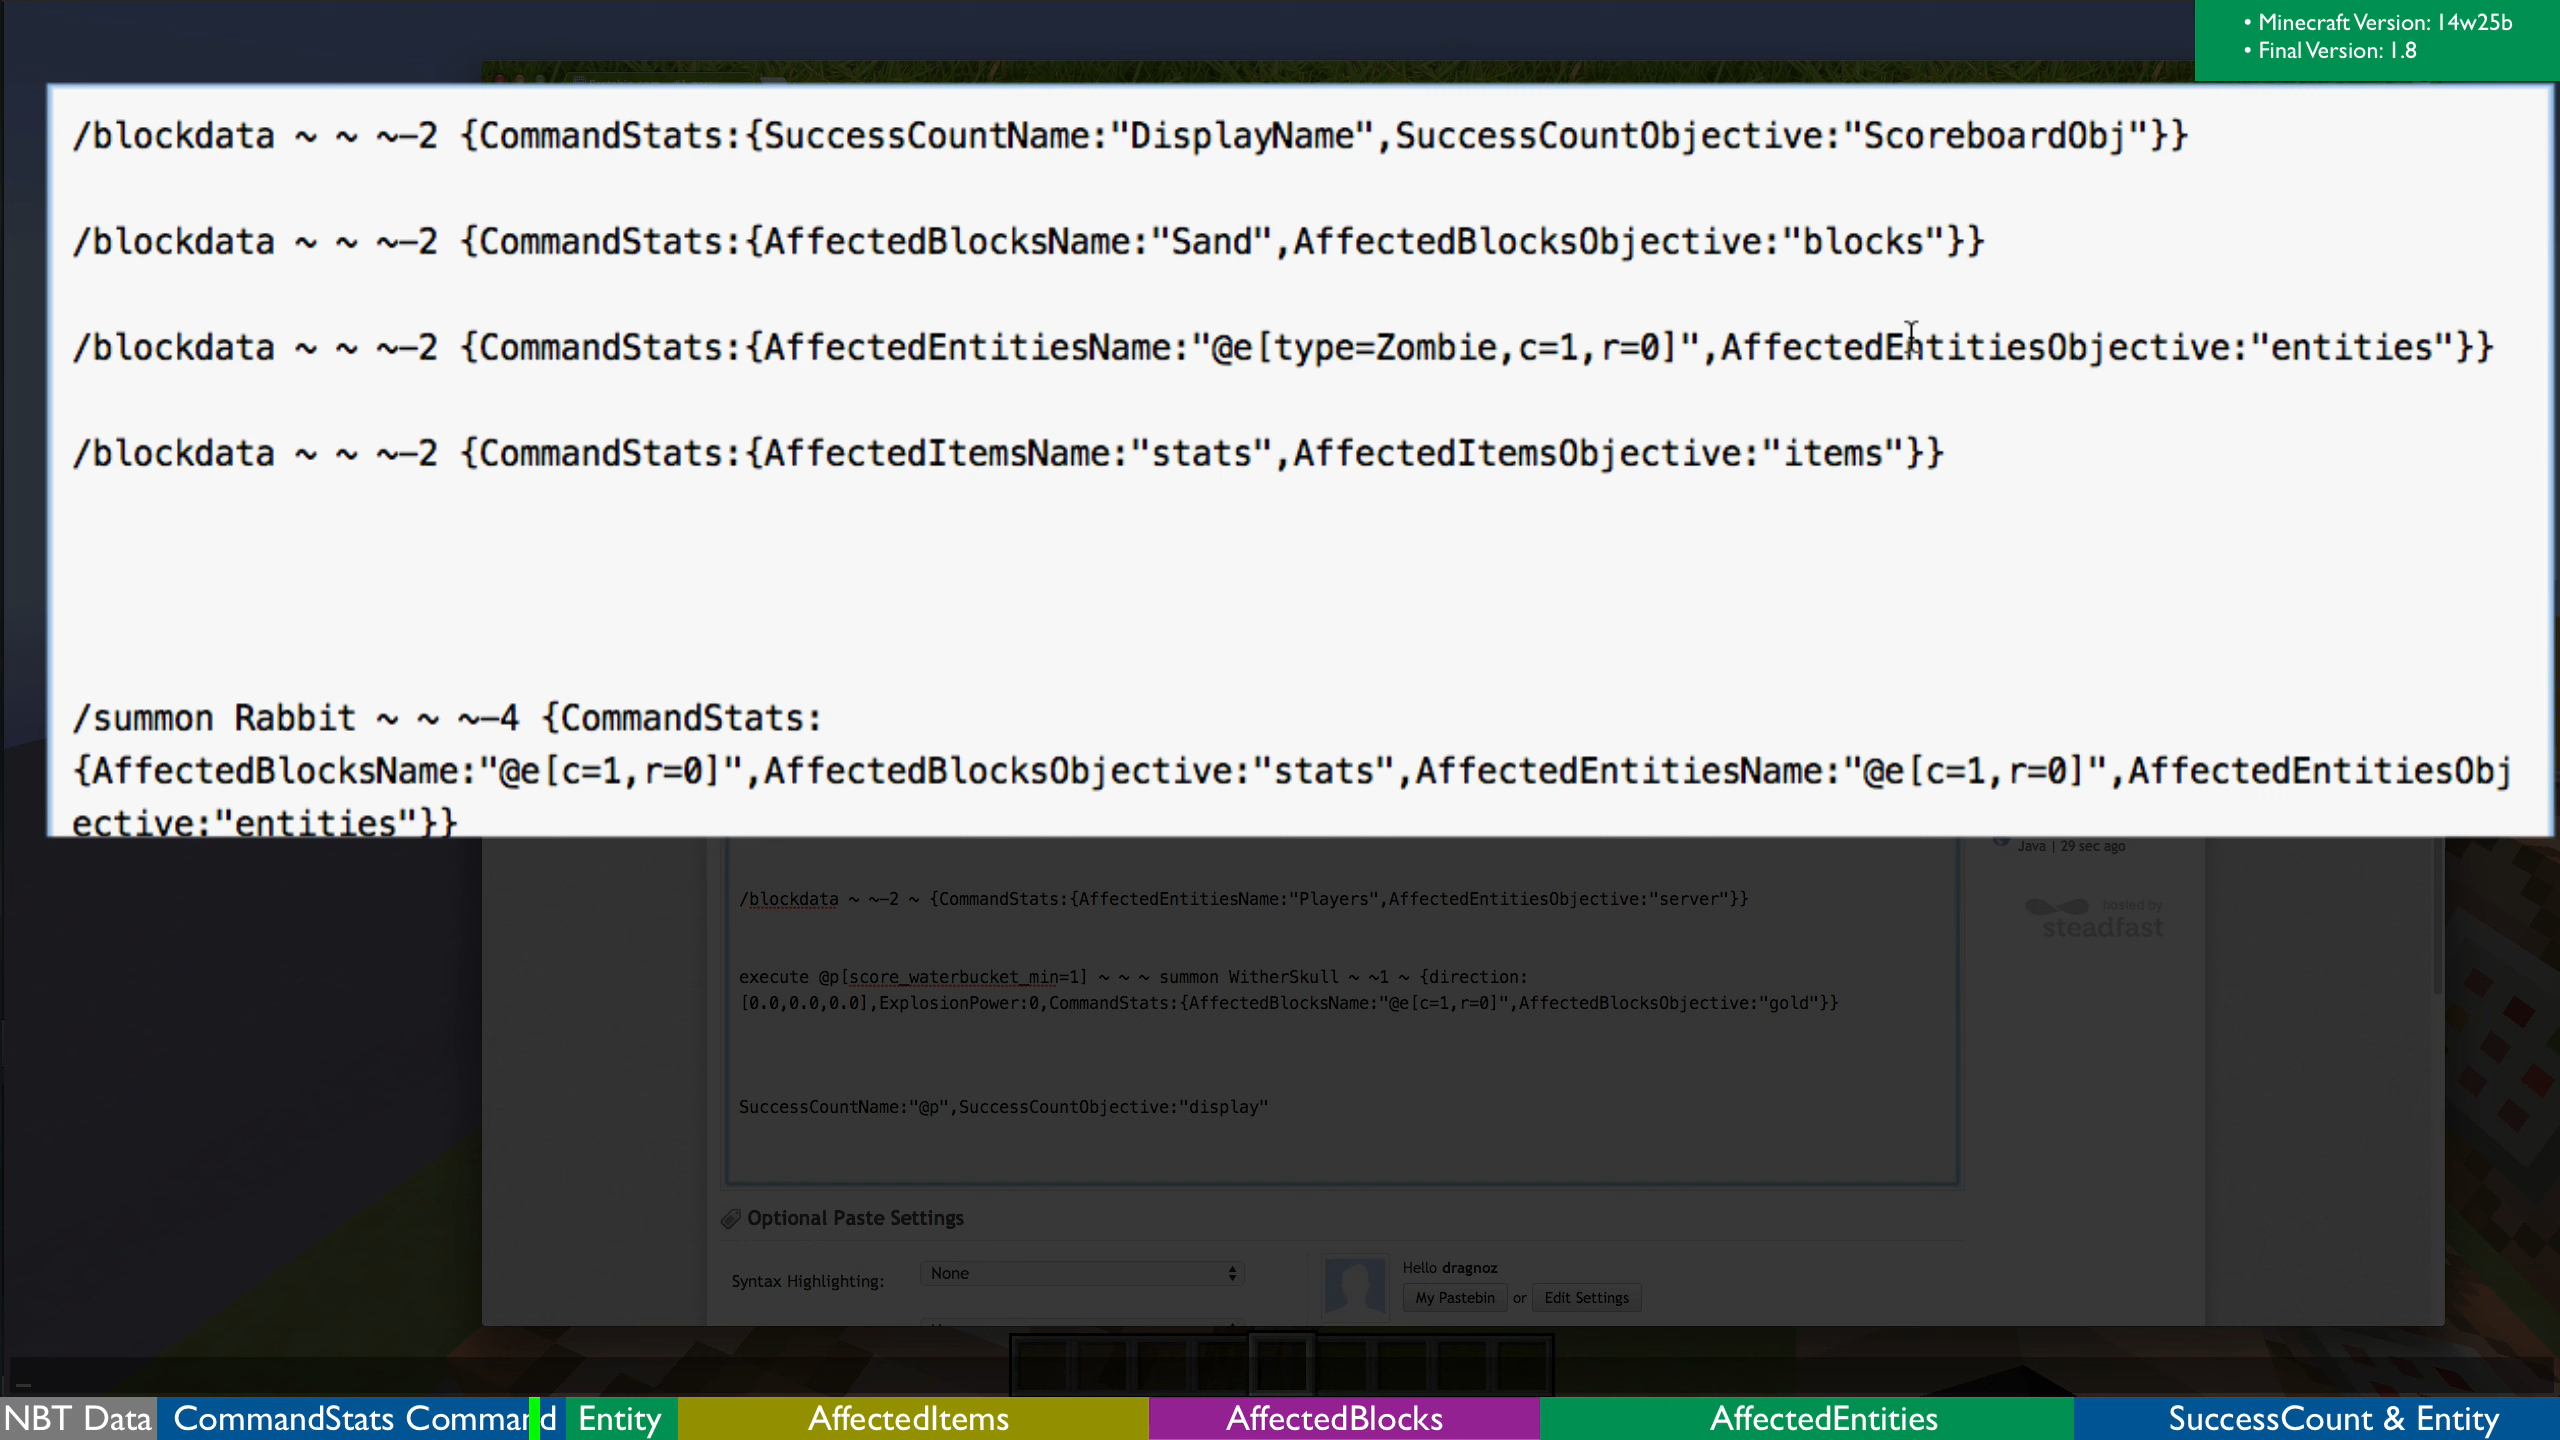 • Minecraft Version: 14w25b
• Final Version: 1.8
/blockdata ~ ~ ~-2 {CommandStats:{SuccessCountName:"DisplayName",SuccessCountObjective:"ScoreboardObj"}}
/blockdata ~ ~ ~-2 {CommandStats:{AffectedBlocksName:"Sand",AffectedBlocksObjective:"blocks"}}
/blockdata ~ ~ ~-2 {CommandStats:{AffectedEntitiesName:"@e[type=Zombie,c=1,r=0]",AffectedEntitiesObjective:"entities"}}
/blockdata ~ ~ ~-2 {CommandStats:{AffectedItemsName:"stats",AffectedItemsObjective:"items"}}
/summon Rabbit ~ ~ ~-4 {CommandStats:
{AffectedBlocksName:"@e[c=1,r=0]",AffectedBlocksObjective:"stats",AffectedEntitiesName:"@e[c=1,r=0]",AffectedEntitiesObj
ective:"entities"}}
Java | 29 sec ago
/blockdata ~ ~-2 ~ {CommandStats:{AffectedEntitiesName:"Players",AffectedEntitiesObjective:"server"}}
hosted by
steadfast
execute @p[score_waterbucket_min=1] ~ ~ ~ summon WitherSkull ~ ~1 ~ {direction:
[0.0,0.0,0.0],ExplosionPower:0,CommandStats:{AffectedBlocksName:"@e[c=1,r=0]",AffectedBlocksObjective:"gold"}}
SuccessCountName:"@p",SuccessCountObjective:"display"
Optional Paste Settings
Syntax Highlighting: None
Hello dragnoz
My Pastebin or Edit Settings
NBT Data CommandStats Command Entity AffectedItems AffectedBlocks AffectedEntities SuccessCount & Entity